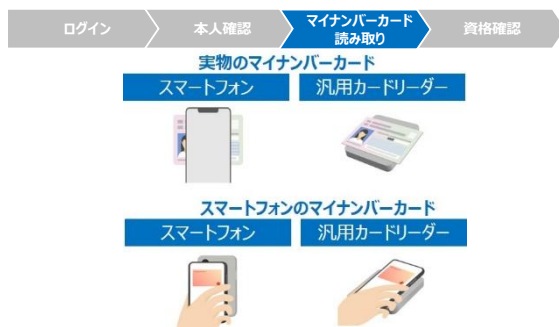 ログイン
本人確認
マイナンバーカード
読み取り
資格確認
実物のマイナンバーカード
スマートフォン
汎用カードリーダー
スマートフォンのマイナンバーカード
スマートフォン
汎用カードリーダー